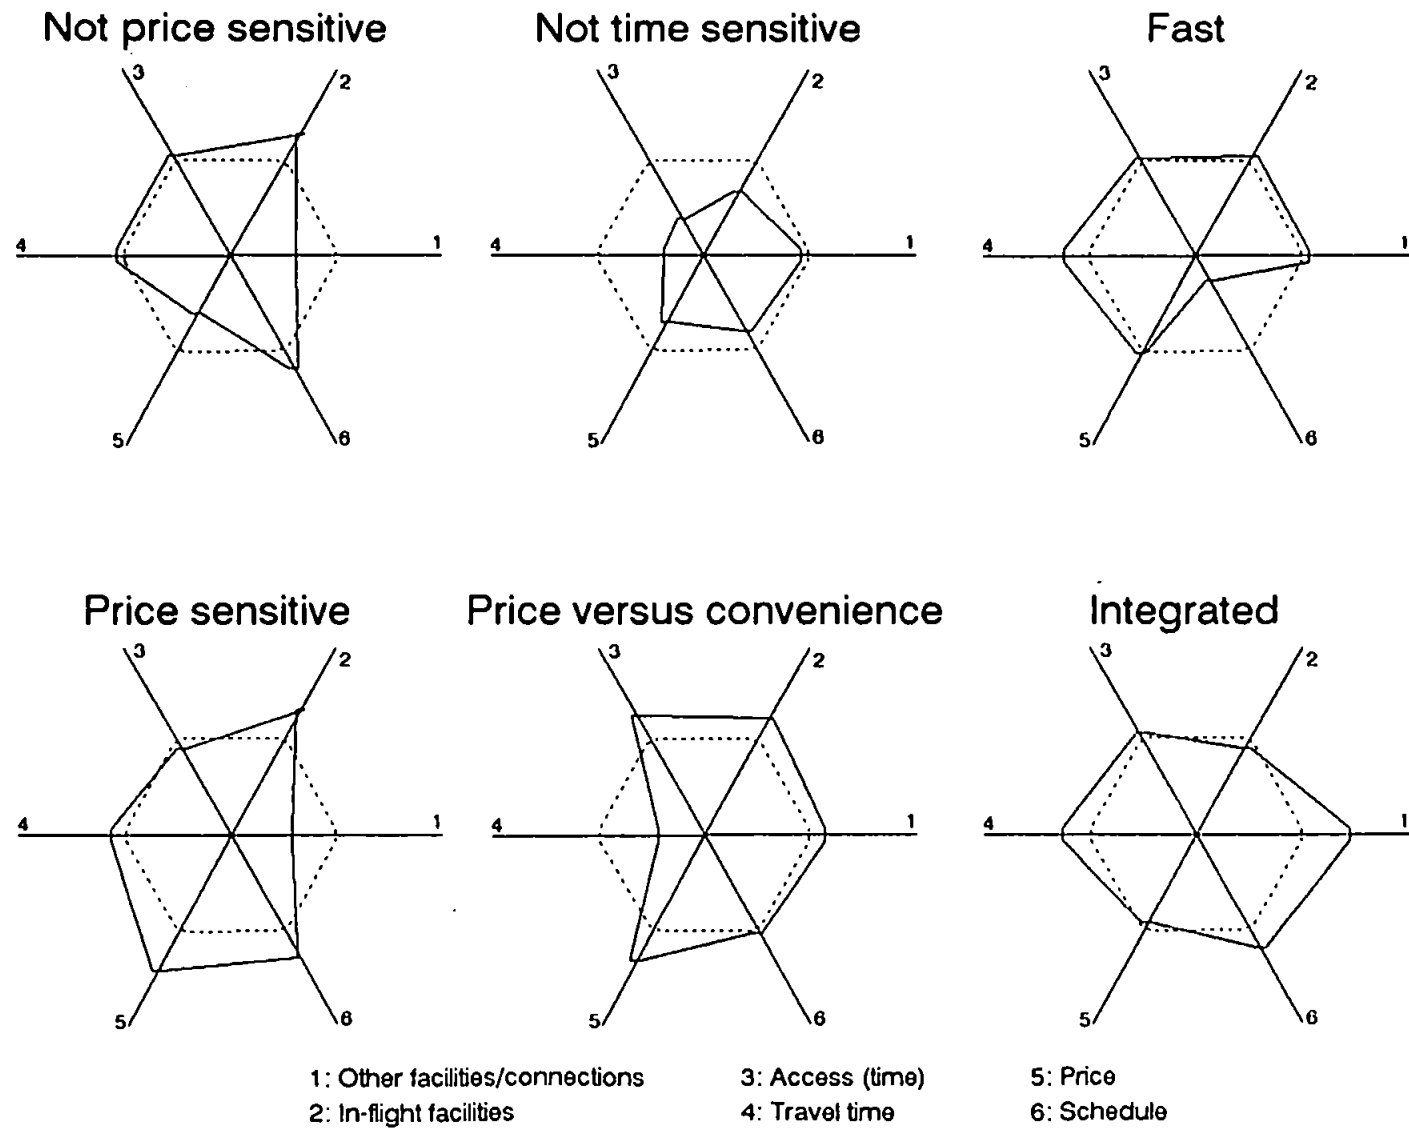 Not price sensitive Not time sensitive Fast
3 2 3 2 3 2
4 1 4 1 4 1
5 6 5 6 5 6
Price sensitive Price versus convenience Integrated
3 2 3 2 3 2
4 1 4 1 4 1
5 6 5 6 5 6
1: Other facilities/connections 3: Access (time) 5: Price
2: In-flight facilities 4: Travel time 6: Schedule